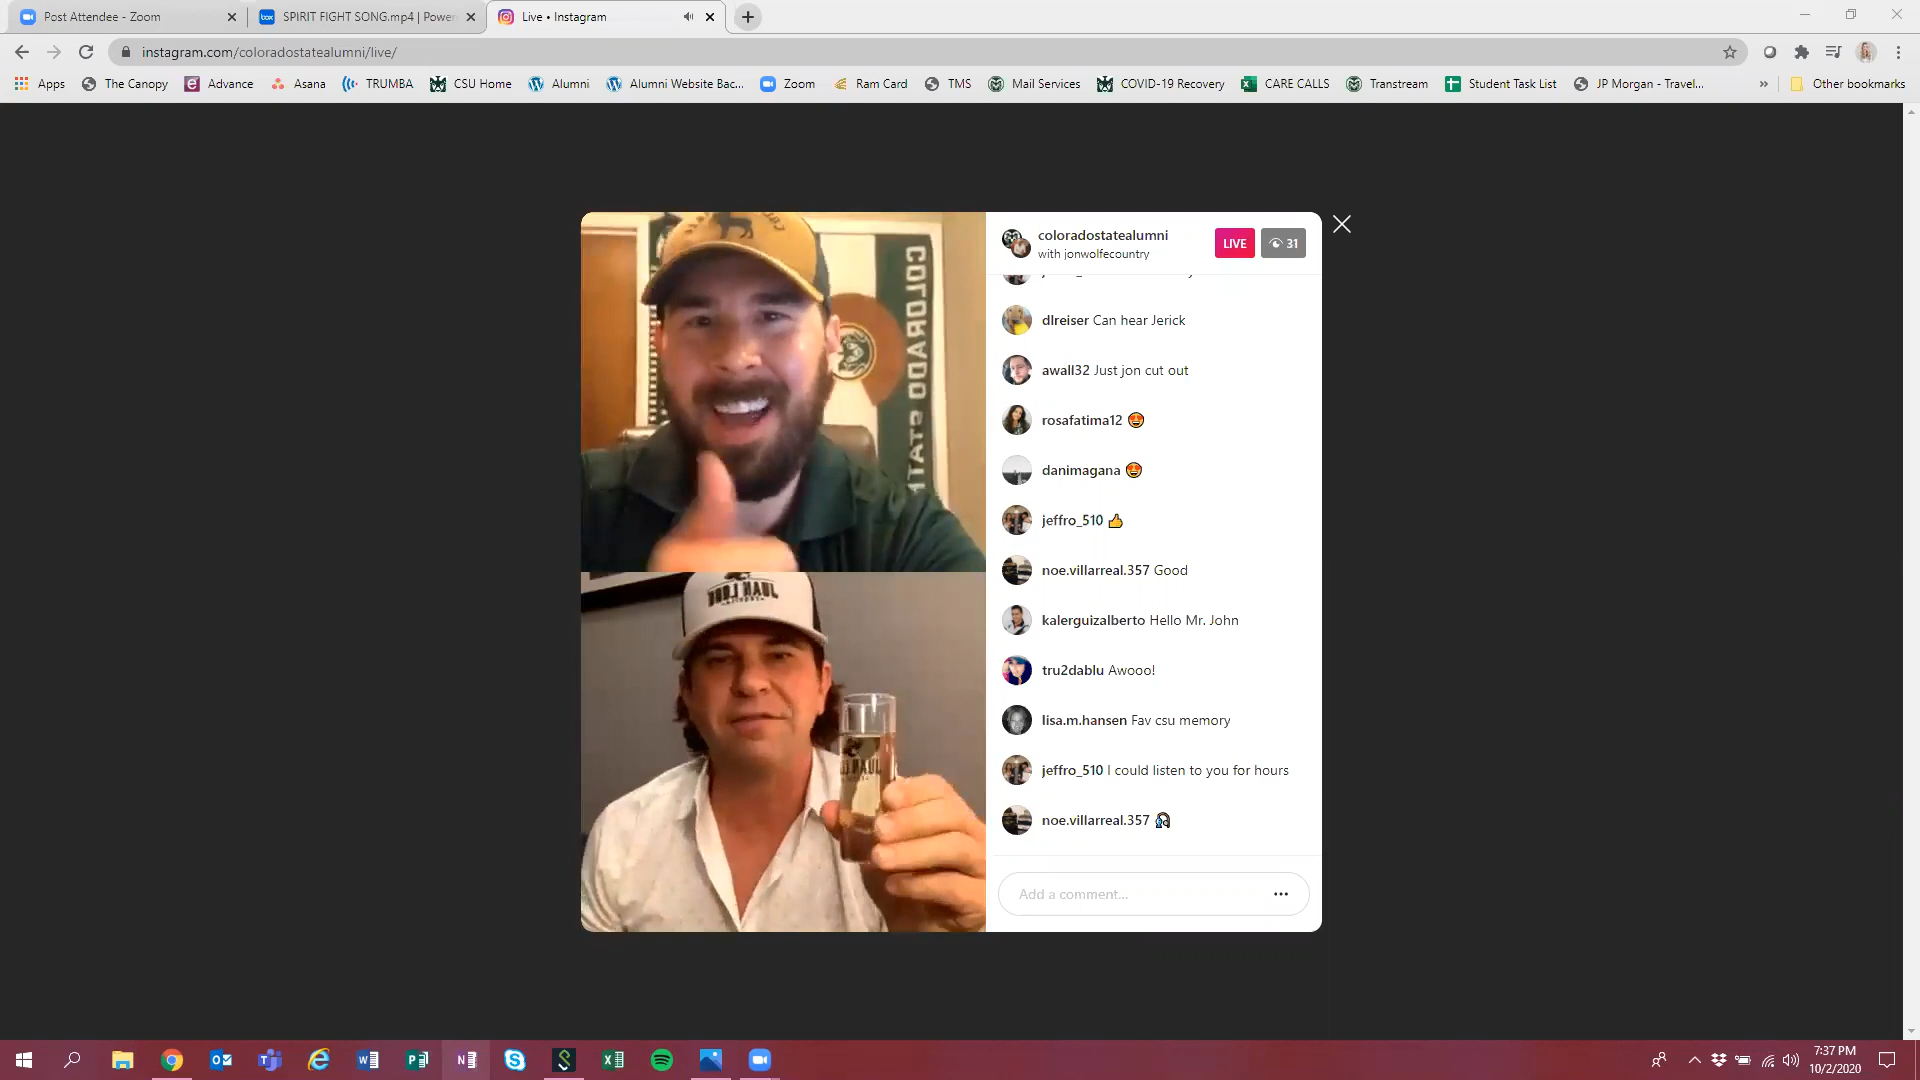 Post Attendee - Zoom
SPIRIT FIGHT SONG.mp4 | Power
Live • Instagram
instagram.com/coloradostatealumni/live/
Apps The Canopy Advance Asana TRUMBA CSU Home Alumni Alumni Website Bac... Zoom Ram Card TMS Mail Services COVID-19 Recovery CARE CALLS Transtream Student Task List JP Morgan - Travel... » Other bookmarks
COLORADO STATE
JUAN LOBO
JUAN LOBO
coloradostatealumni
with jonwolfecountry
LIVE
31
dlreiser Can hear Jerick
awall32 Just jon cut out
rosafatima12 😍
danimagana 😍
jeffro_510 👍
noe.villarreal.357 Good
kalerguizalberto Hello Mr. John
tru2dablu Awooo!
lisa.m.hansen Fav csu memory
jeffro_510 I could listen to you for hours
noe.villarreal.357
Add a comment...
7:37 PM
10/2/2020